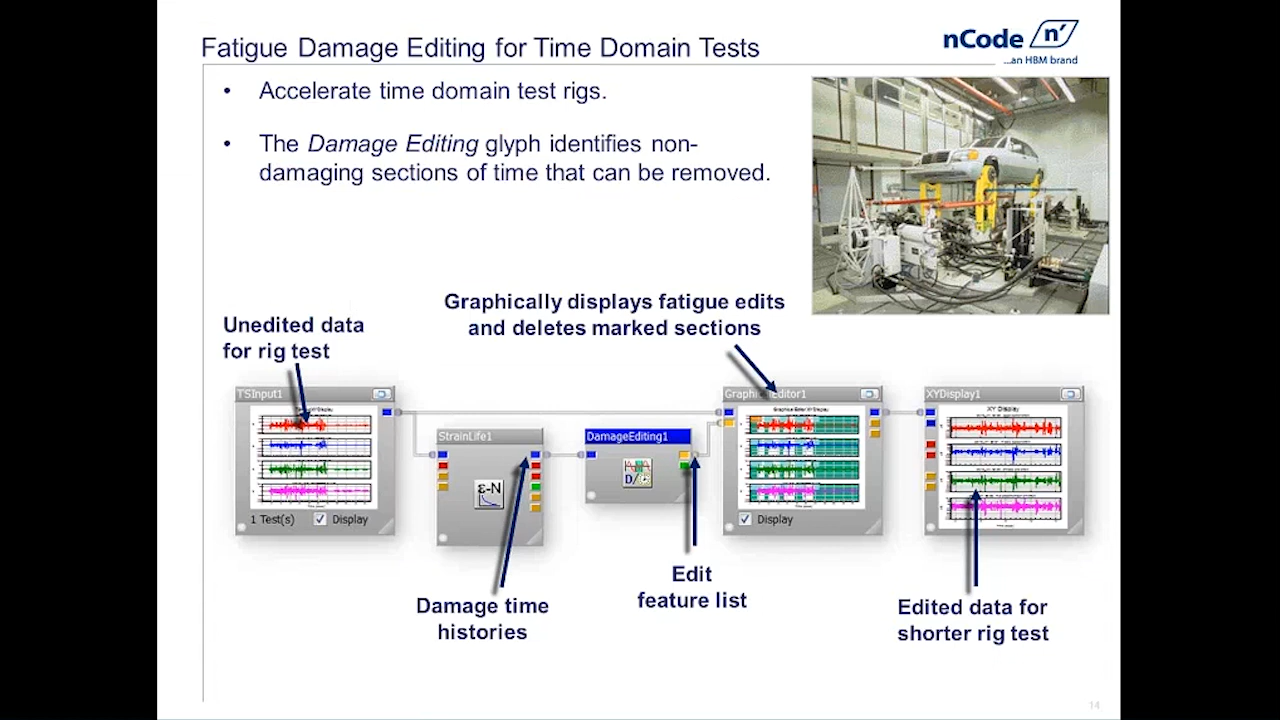 Fatigue Damage Editing for Time Domain Tests
nCode n'
...an HBM brand
• Accelerate time domain test rigs.
• The Damage Editing glyph identifies non-
damaging sections of time that can be removed.
Graphically displays fatigue edits
and deletes marked sections
Unedited data
for rig test
TSInput1
StrainLife1
DamageEditing1
XYDisplay1
XY Display
ε-N
D/
1 Test(s) Display
Display
Edit
feature list
Damage time
histories
Edited data for
shorter rig test
14